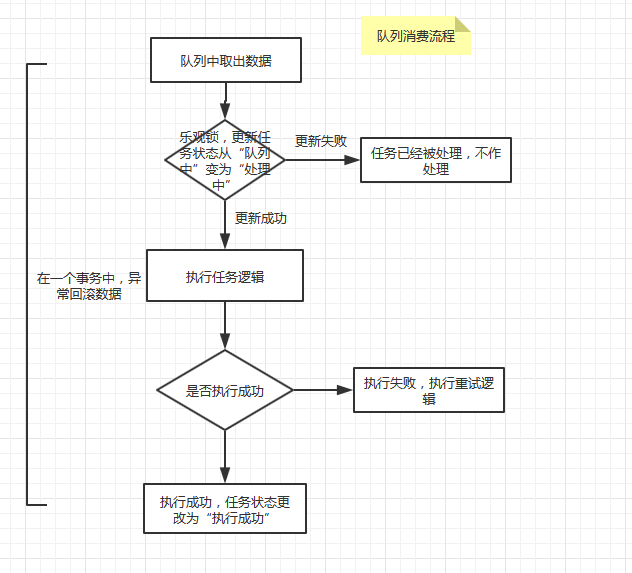 队列消费流程
队列中取出数据
乐观锁，更新任
务状态从“队列
中”变为“处理
中”
更新失败
任务已经被处理，不作
处理
更新成功
在一个事务中，异
常回滚数据
执行任务逻辑
是否执行成功
执行失败，执行重试逻
辑
执行成功，任务状态更
改为“执行成功”